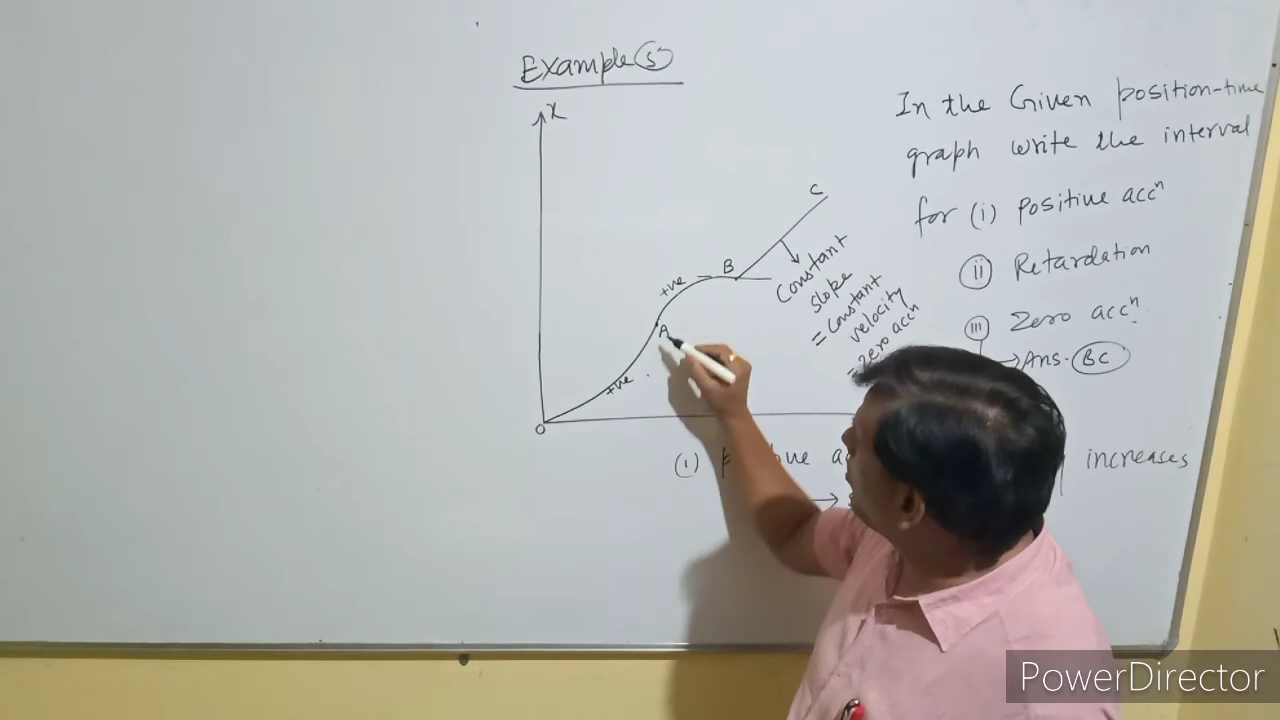 Example (5)
X
In the Given position-time
graph write the interval
for (i) positive accⁿ
(ii) Retardation
(iii) Zero accⁿ.
→ Ans. (BC)
C
B
+ve
A
+ve
O
Constant
slope
= constant
velocity
= zero accⁿ
(1)
increases
PowerDirector